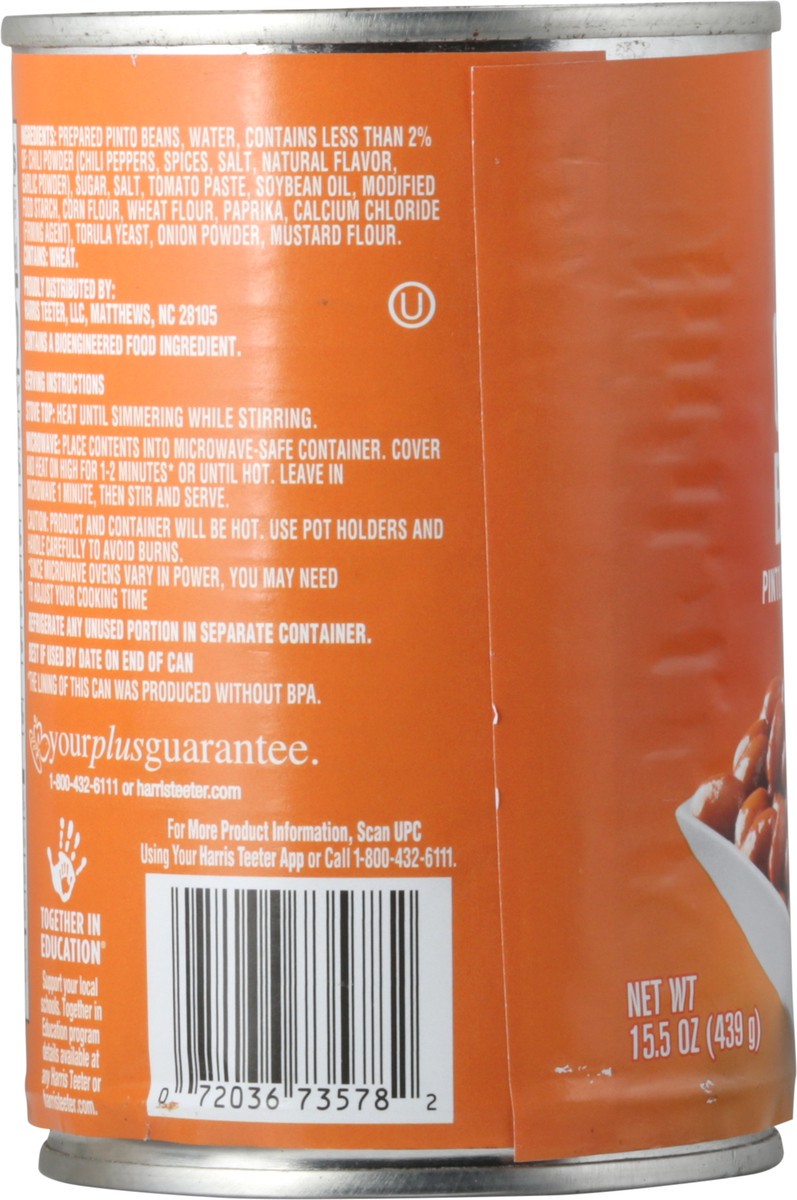 INGREDIENTS: PREPARED PINTO BEANS, WATER, CONTAINS LESS THAN 2%
OF: CHILI POWDER (CHILI PEPPERS, SPICES, SALT, NATURAL FLAVOR,
GARLIC POWDER), SUGAR, SALT, TOMATO PASTE, SOYBEAN OIL, MODIFIED
FOOD STARCH, CORN FLOUR, WHEAT FLOUR, PAPRIKA, CALCIUM CHLORIDE
(FIRMING AGENT), TORULA YEAST, ONION POWDER, MUSTARD FLOUR.
CONTAINS: WHEAT.
PROUDLY DISTRIBUTED BY:
HARRIS TEETER, LLC, MATTHEWS, NC 28105
U
CONTAINS A BIOENGINEERED FOOD INGREDIENT.
SERVING INSTRUCTIONS
STOVE TOP: HEAT UNTIL SIMMERING WHILE STIRRING.
MICROWAVE: PLACE CONTENTS INTO MICROWAVE-SAFE CONTAINER. COVER
AND HEAT ON HIGH FOR 1-2 MINUTES* OR UNTIL HOT. LEAVE IN
MICROWAVE 1 MINUTE, THEN STIR AND SERVE.
CAUTION: PRODUCT AND CONTAINER WILL BE HOT. USE POT HOLDERS AND
HANDLE CAREFULLY TO AVOID BURNS.
*SINCE MICROWAVE OVENS VARY IN POWER, YOU MAY NEED
TO ADJUST YOUR COOKING TIME
REFRIGERATE ANY UNUSED PORTION IN SEPARATE CONTAINER.
BEST IF USED BY DATE ON END OF CAN
*THE LINING OF THIS CAN WAS PRODUCED WITHOUT BPA.
yourplusguarantee.
1-800-432-6111 or harristeeter.com
For More Product Information, Scan UPC
Using Your Harris Teeter App or Call 1-800-432-6111.
TOGETHER IN
EDUCATION®
Support your local
schools. Together in
Education program
details available at
any Harris Teeter or
harristeeter.com.
0 72036 73578 2
NET WT
15.5 OZ (439 g)